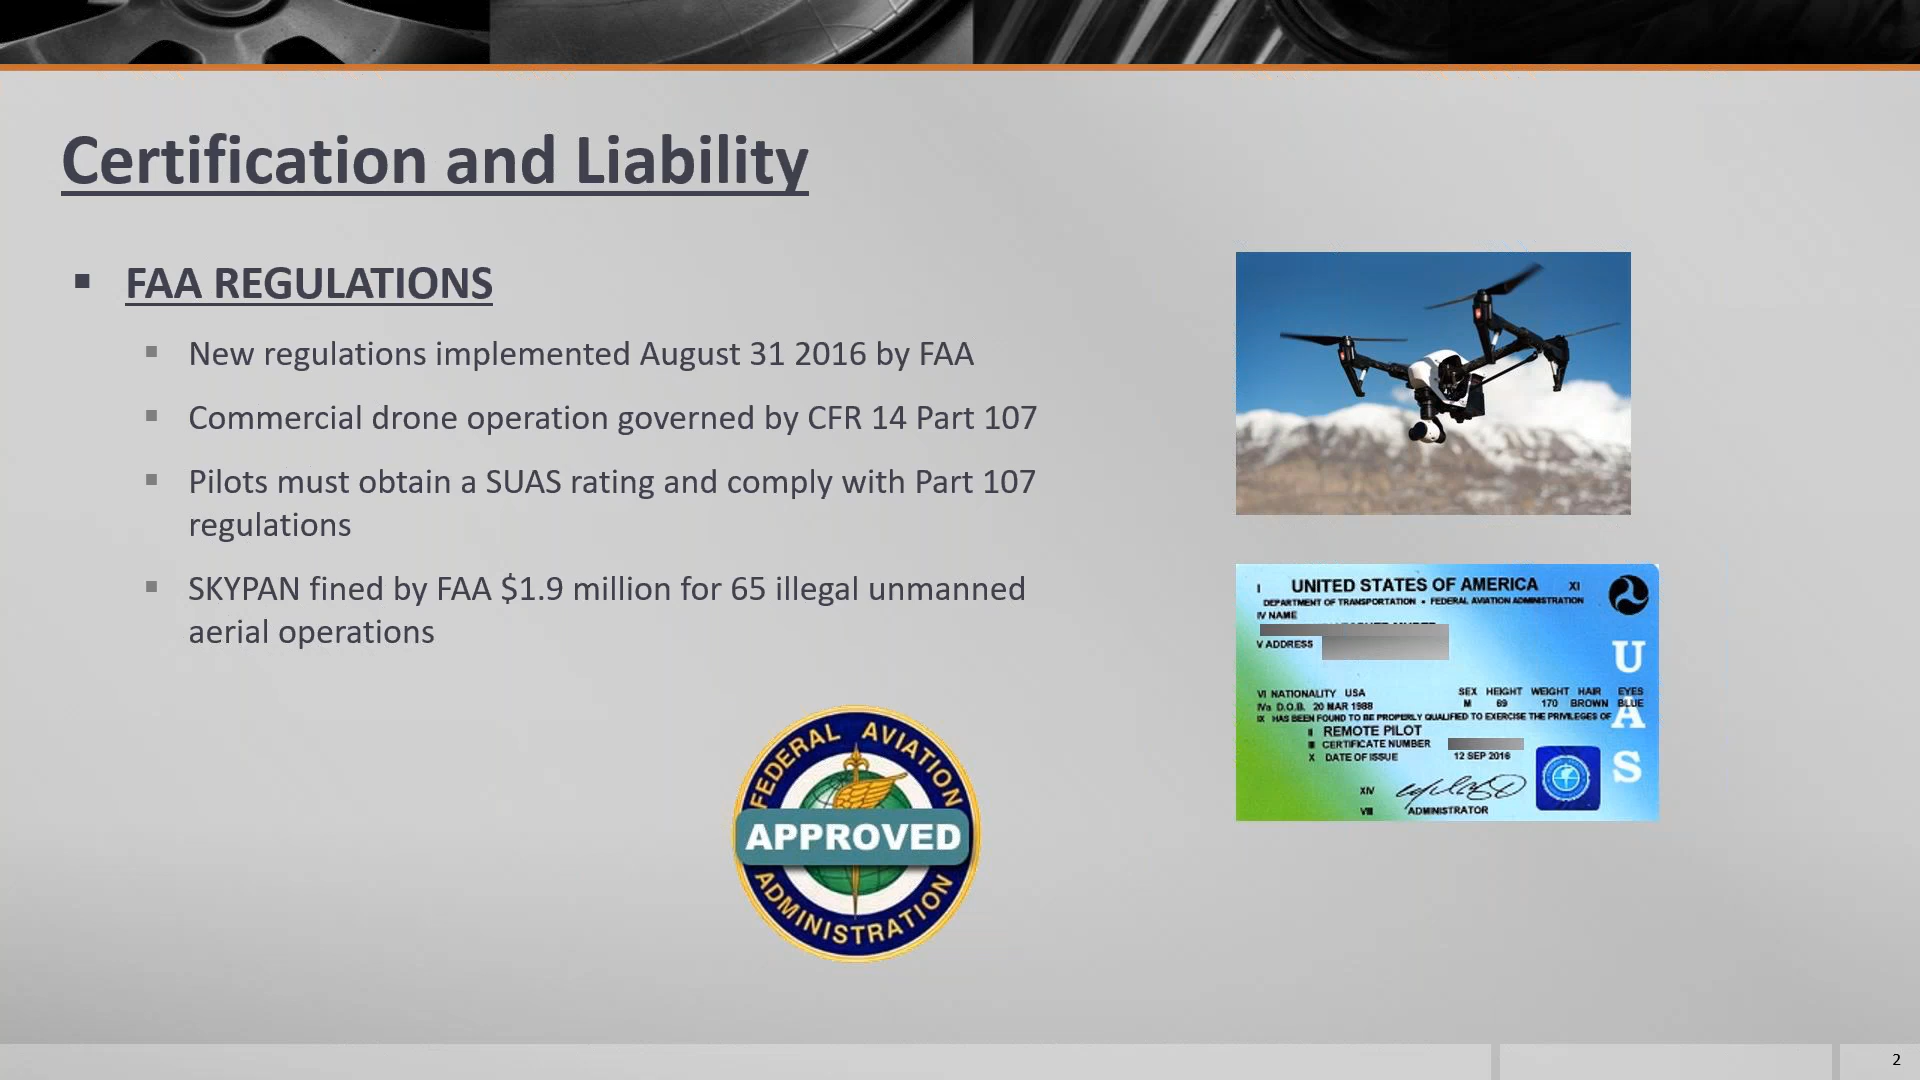 Certification and Liability
FAA REGULATIONS
New regulations implemented August 31 2016 by FAA
Commercial drone operation governed by CFR 14 Part 107
Pilots must obtain a SUAS rating and comply with Part 107
regulations
SKYPAN fined by FAA $1.9 million for 65 illegal unmanned
aerial operations
FEDERAL AVIATION
APPROVED
ADMINISTRATION
I UNITED STATES OF AMERICA XI
DEPARTMENT OF TRANSPORTATION • FEDERAL AVIATION ADMINISTRATION
IV NAME
V ADDRESS
VI NATIONALITY USA SEX HEIGHT WEIGHT HAIR EYES
IVa D.O.B. 20 MAR 1988 M 69 170 BROWN BLUE
IX HAS BEEN FOUND TO BE PROPERLY QUALIFIED TO EXERCISE THE PRIVILEGES OF
II REMOTE PILOT
III CERTIFICATE NUMBER
X DATE OF ISSUE 12 SEP 2016
XIV
VIII ADMINISTRATOR
UAS
2